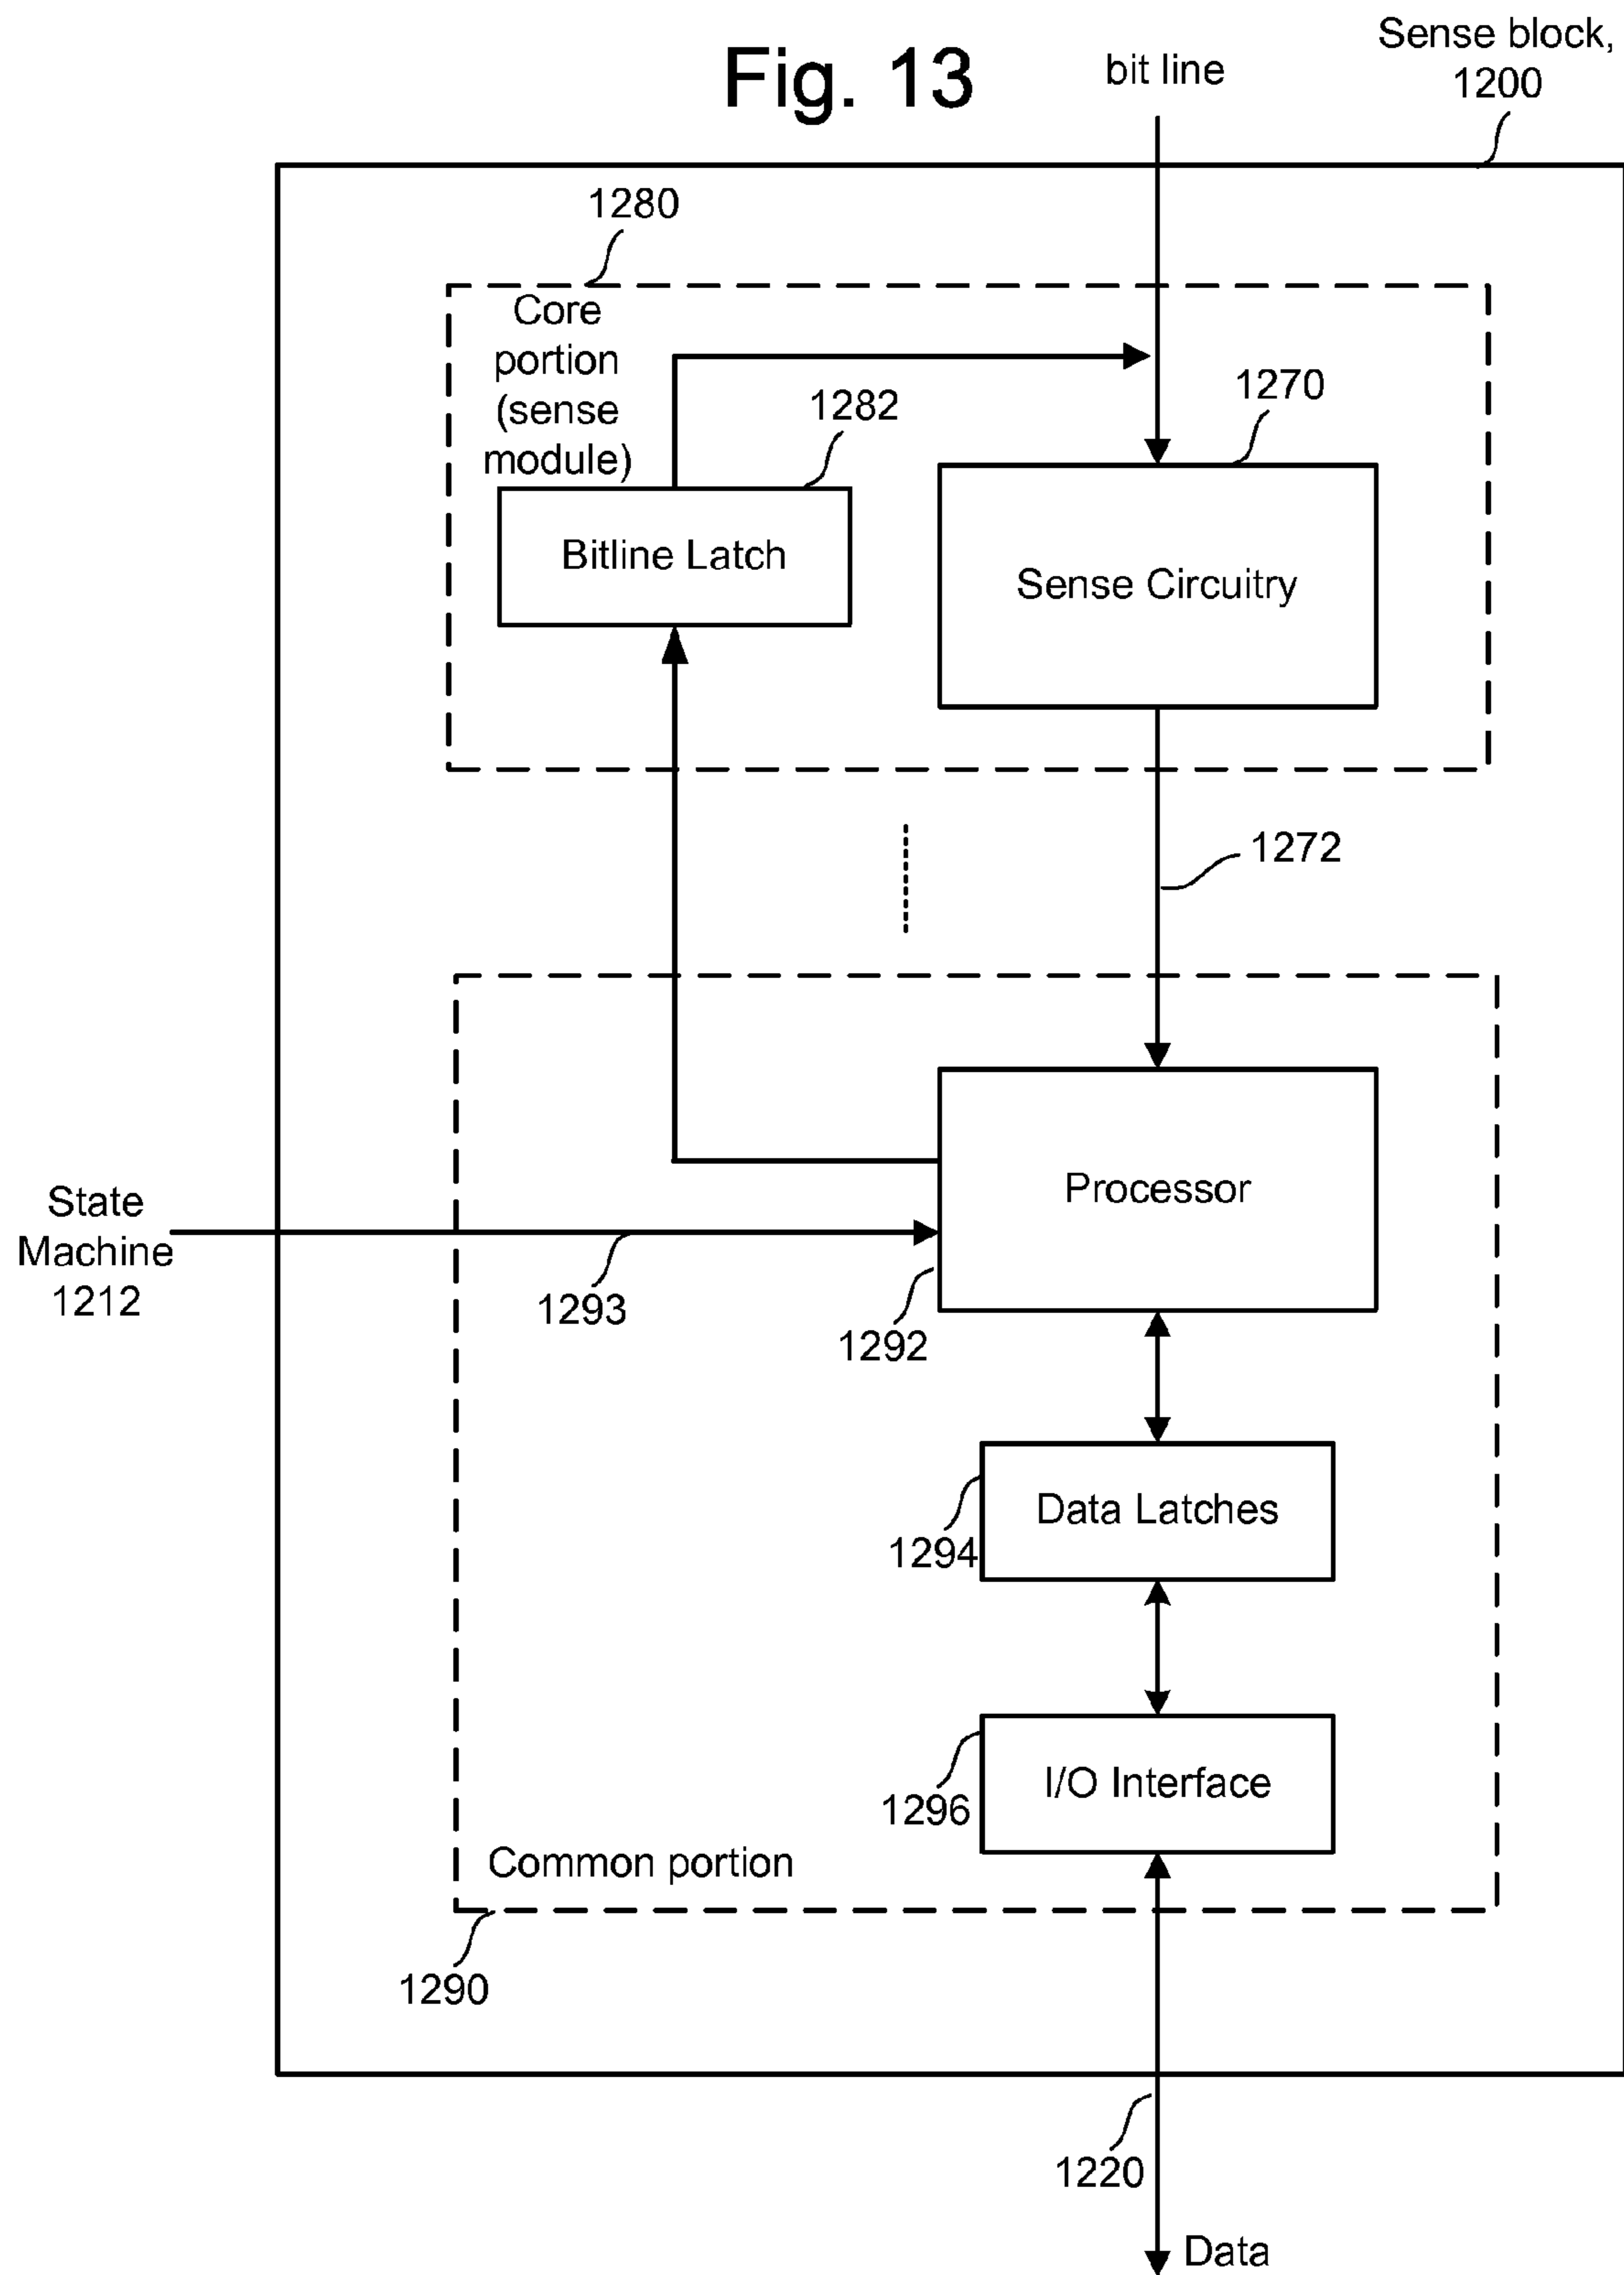 Fig. 13
bit line
Sense block,
1200
1280
Core
portion
(sense
module)
1282
1270
Bitline Latch
Sense Circuitry
1272
Processor
State
Machine
1212
1293
1292
Data Latches
1294
I/O Interface
1296
Common portion
1290
1220
Data